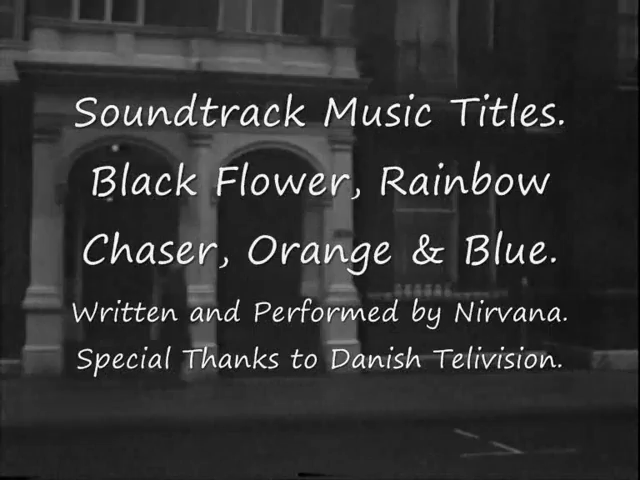 Soundtrack Music Titles.
Black Flower, Rainbow
Chaser, Orange & Blue.
Written and Performed by Nirvana.
Special Thanks to Danish Telivision.